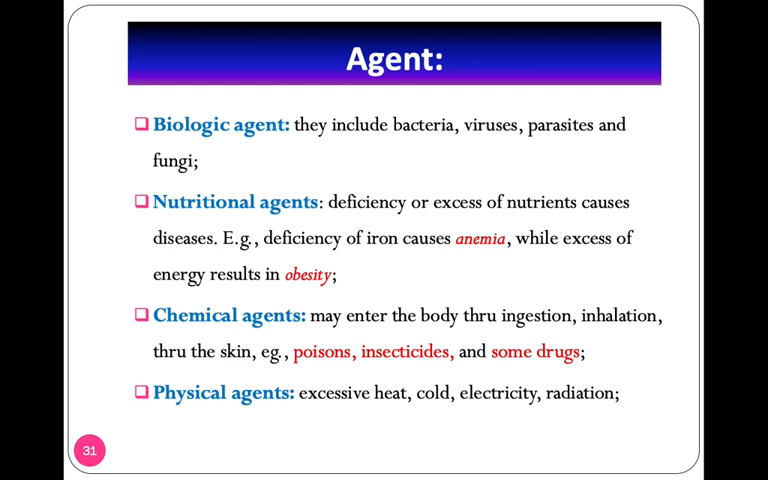 Agent:
Biologic agent: they include bacteria, viruses, parasites and
fungi;
Nutritional agents: deficiency or excess of nutrients causes
diseases. E.g., deficiency of iron causes anemia, while excess of
energy results in obesity;
Chemical agents: may enter the body thru ingestion, inhalation,
thru the skin, eg., poisons, insecticides, and some drugs;
Physical agents: excessive heat, cold, electricity, radiation;
31